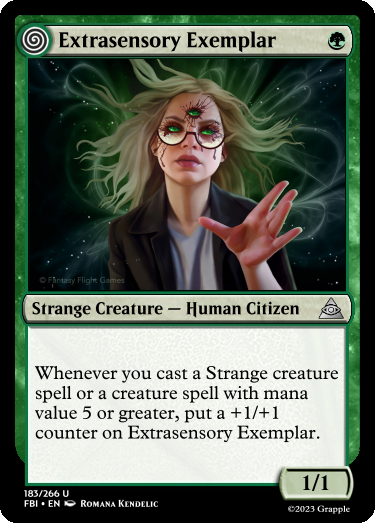 Extrasensory Exemplar
© Fantasy Flight Games
Strange Creature — Human Citizen
Whenever you cast a Strange creature
spell or a creature spell with mana
value 5 or greater, put a +1/+1
counter on Extrasensory Exemplar.
1/1
183/266 U
FBI • EN Romana Kendelic
©2023 Grapple